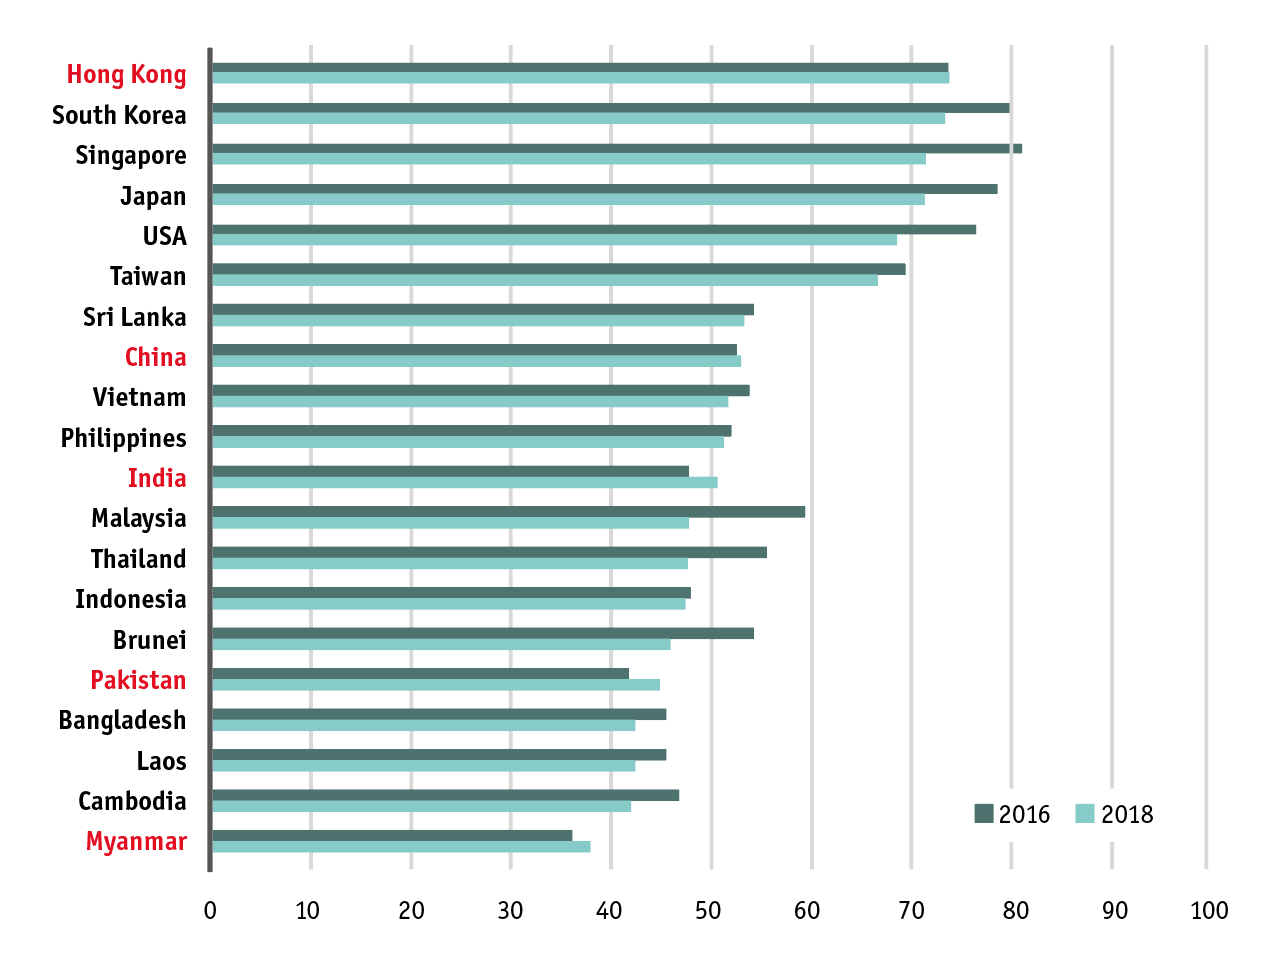 Hong Kong
South Korea
Singapore
Japan
USA
Taiwan
Sri Lanka
China
Vietnam
Philippines
India
Malaysia
Thailand
Indonesia
Brunei
Pakistan
Bangladesh
Laos
Cambodia
2016 2018
Myanmar
0 10 20 30 40 50 60 70 80 90 100